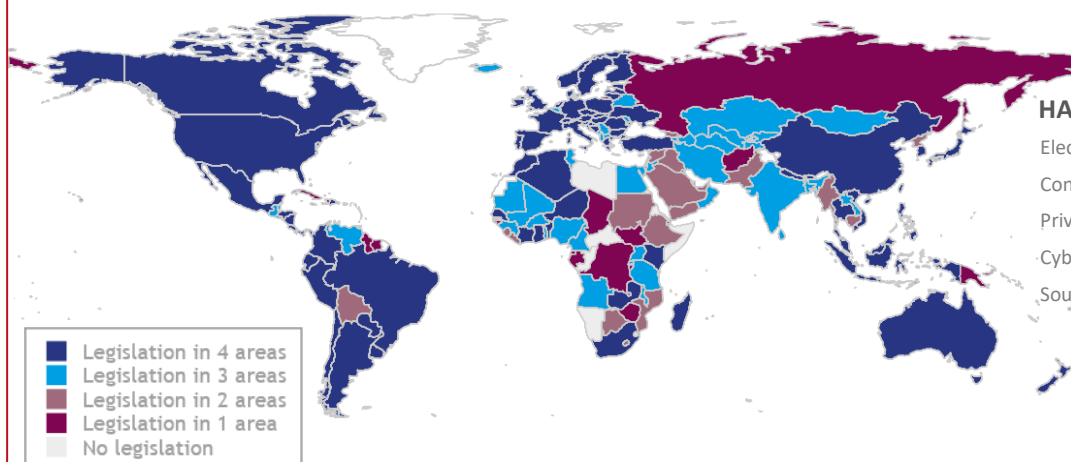 HA
Elec
Con
Priv
Cyb
Sou
Legislation in 4 areas
Legislation in 3 areas
Legislation in 2 areas
Legislation in 1 area
No legislation